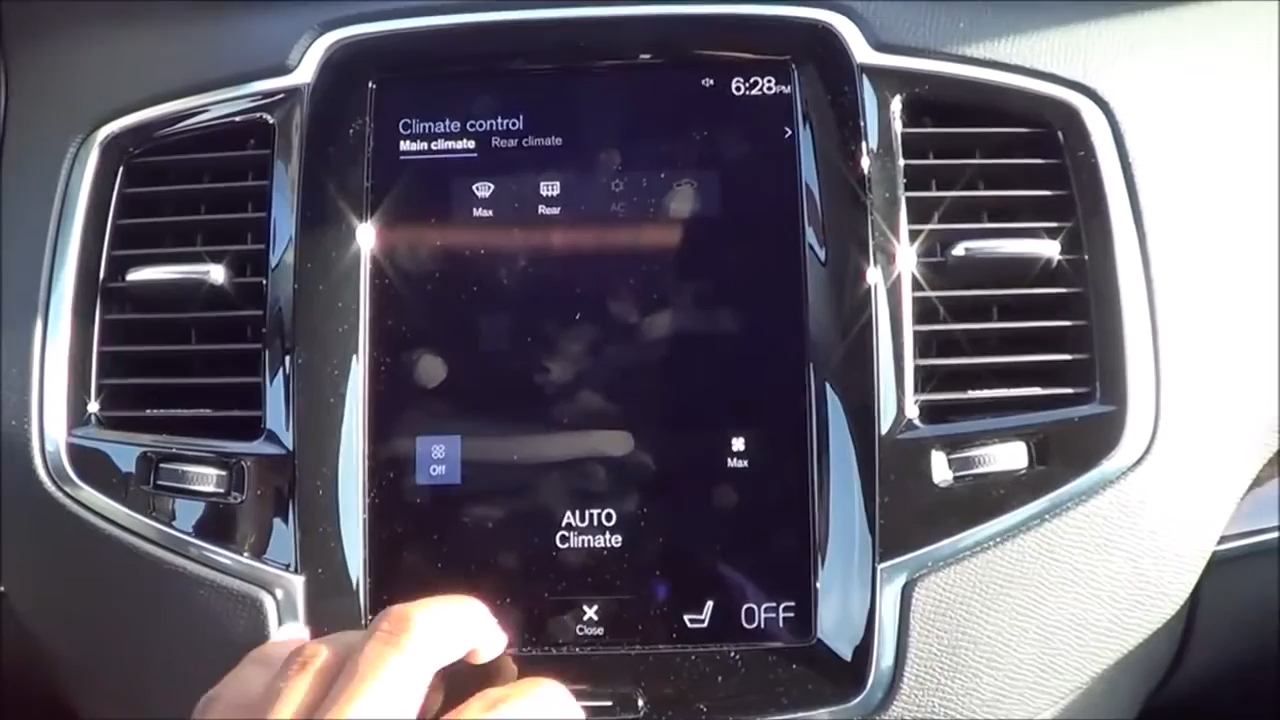 6:28PM
Climate control
Main climate Rear climate
Max Rear AC
Off
Max
AUTO
Climate
Close
OFF